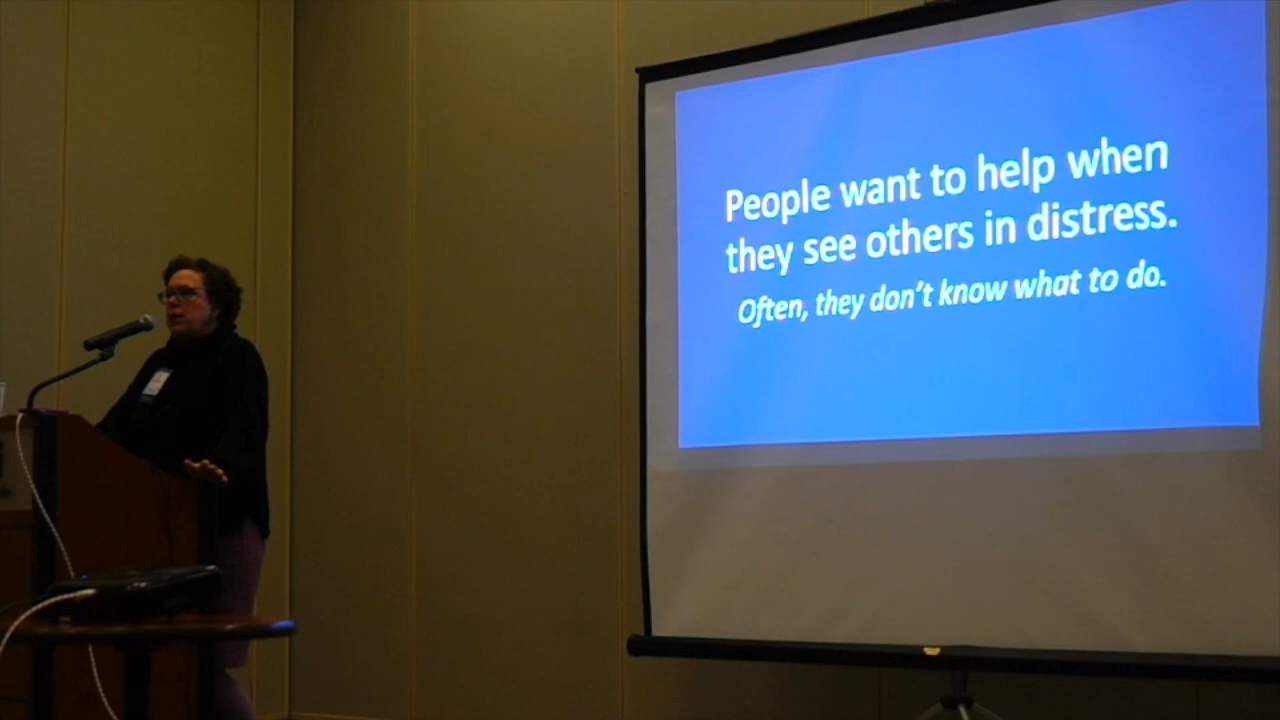 People want to help when
they see others in distress.
Often, they don't know what to do.